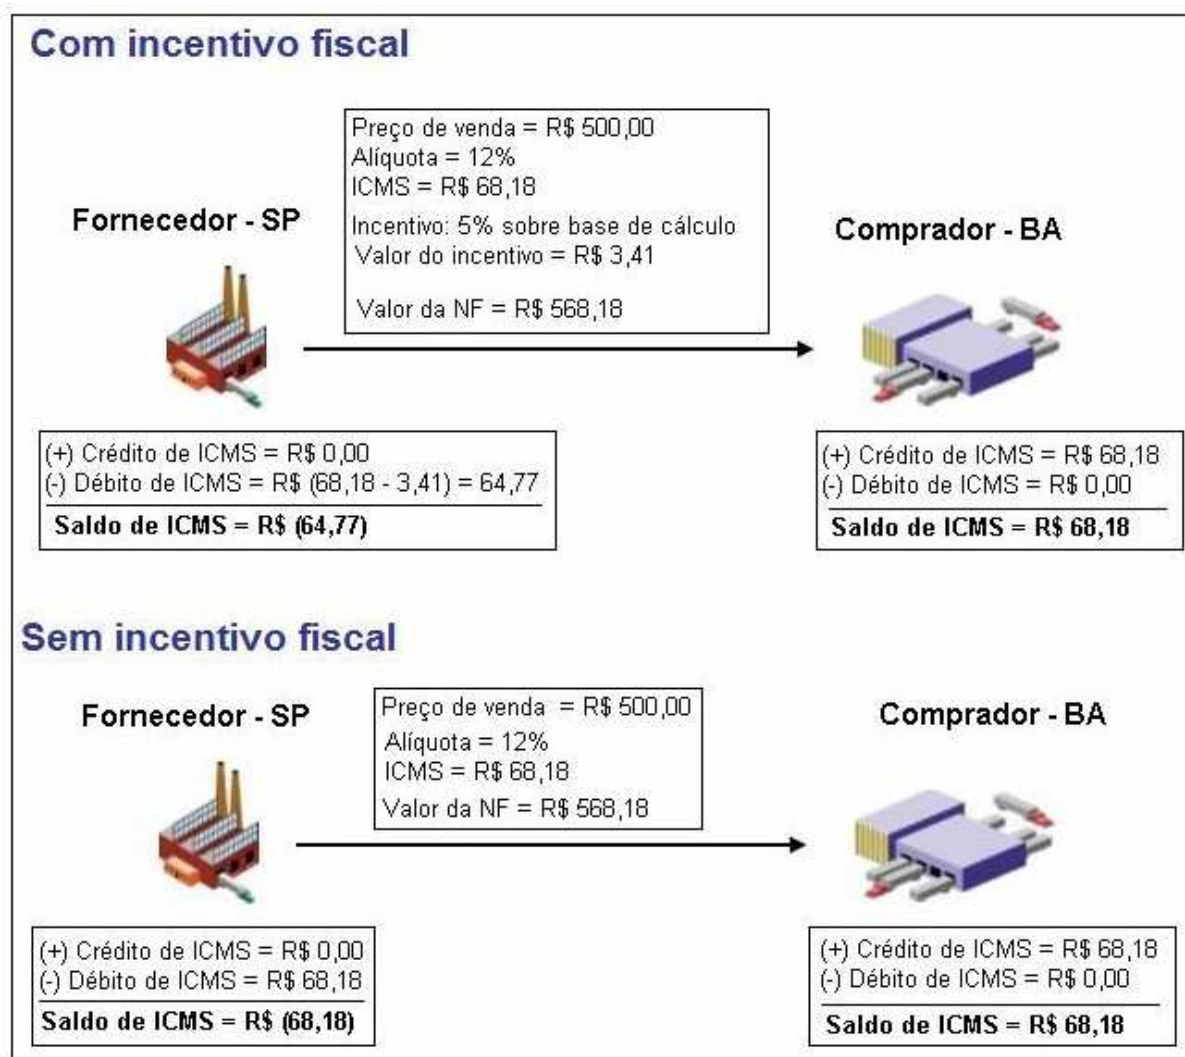 Com incentivo fiscal
Preço de venda = R$ 500,00
Alíquota = 12%
ICMS = R$ 68,18
Incentivo: 5% sobre base de cálculo
Valor do incentivo = R$ 3,41
Valor da NF = R$ 568,18
Fornecedor - SP
Comprador - BA
(+) Crédito de ICMS = R$ 0,00
(-) Débito de ICMS = R$ (68,18 - 3,41) = 64,77
Saldo de ICMS = R$ (64,77)
(+) Crédito de ICMS = R$ 68,18
(-) Débito de ICMS = R$ 0,00
Saldo de ICMS = R$ 68,18
Sem incentivo fiscal
Fornecedor - SP
Preço de venda = R$ 500,00
Alíquota = 12%
ICMS = R$ 68,18
Valor da NF = R$ 568,18
Comprador - BA
(+) Crédito de ICMS = R$ 0,00
(-) Débito de ICMS = R$ 68,18
Saldo de ICMS = R$ (68,18)
(+) Crédito de ICMS = R$ 68,18
(-) Débito de ICMS = R$ 0,00
Saldo de ICMS = R$ 68,18